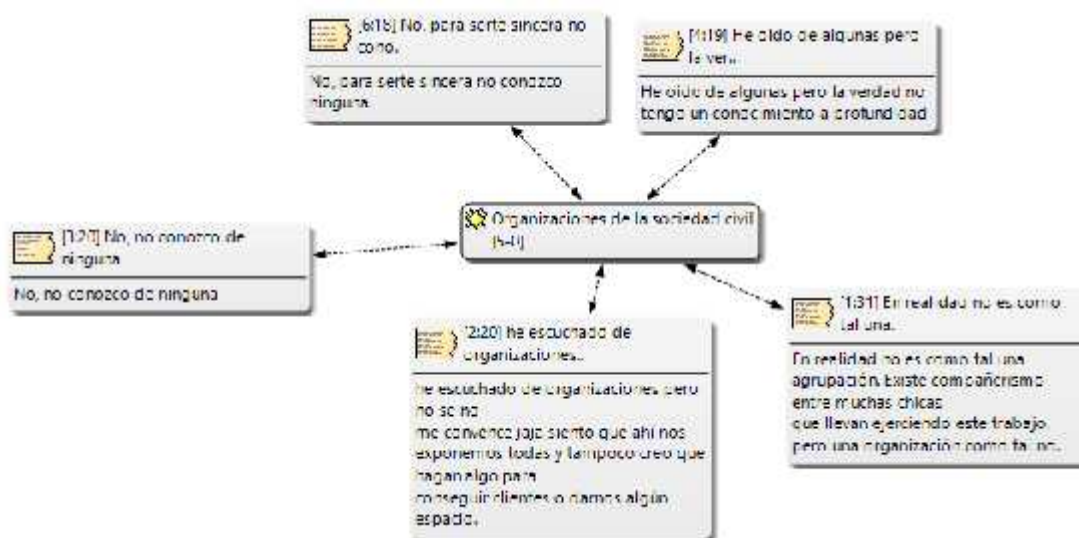 [6:16] No, para serte sincera no
cono..
No, para serte sincera no conozco
ninguna
[4:19] He oído de algunas pero
la ver..
He oído de algunas pero la verdad no
tengo un conocimiento a profundidad
Organizaciones de la sociedad civil
[5-0]
[3:20] No, no conozco de
ninguna
No, no conozco de ninguna
[2:20] he escuchado de
organizaciones..
he escuchado de organizaciones pero
no se no
me convence jaja siento que ahí nos
exponemos todas y tampoco creo que
hagan algo para
conseguir clientes o darnos algún
espacio.
[1:31] En realidad no es como
tal una..
En realidad no es como tal una
agrupación. Existe compañerismo
entre muchas chicas
que llevan ejerciendo este trabajo,
pero una organización como tal no..